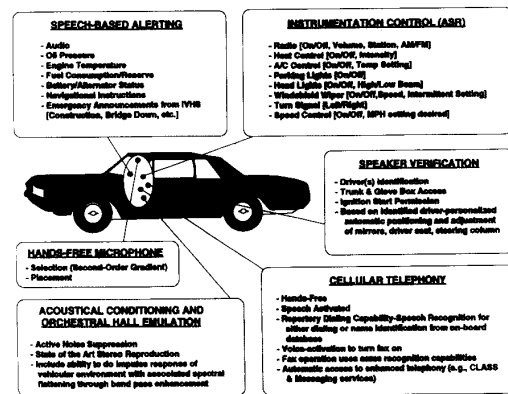 SPEECH-BASED ALERTING
- Audio
- Oil Pressure
- Engine Temperature
- Fuel Consumption/Reserve
- Battery/Alternator Status
- Navigational Instructions
- Emergency Announcements from IVHS
[Construction, Bridge Down, etc.]
INSTRUMENTATION CONTROL (ASR)
- Radio [On/Off, Volume, Station, AM/FM]
- Heat Control [On/Off, Intensity]
- A/C Control [On/Off, Temp Setting]
- Parking Lights [On/Off]
- Head Lights [On/Off, High/Low Beam]
- Windshield Wiper [On/Off, Speed, Intermittent Setting]
- Turn Signal [Left/Right]
- Speed Control [On/Off, MPH setting desired]
SPEAKER VERIFICATION
- Driver(s) Identification
- Trunk & Glove Box Access
- Ignition Start Permission
- Based on identified driver-personalized
automatic positioning and adjustment
of mirrors, driver seat, steering column
HANDS-FREE MICROPHONE
- Selection (Second-Order Gradient)
- Placement
CELLULAR TELEPHONY
- Hands-Free
- Speech Activated
- Repertory Dialing Capability-Speech Recognition for
either dialing or name identification from on-board
database
- Voice-activation to turn fax on
- Fax operation uses same recognition capabilities
- Automatic access to enhanced telephony (e.g., CLASS
& Messaging services)
ACOUSTICAL CONDITIONING AND
ORCHESTRAL HALL EMULATION
- Active Noise Suppression
- State of the Art Stereo Reproduction
- Include ability to do impulse response of
vehicular environment with associated spectral
flattening through band pass enhancement